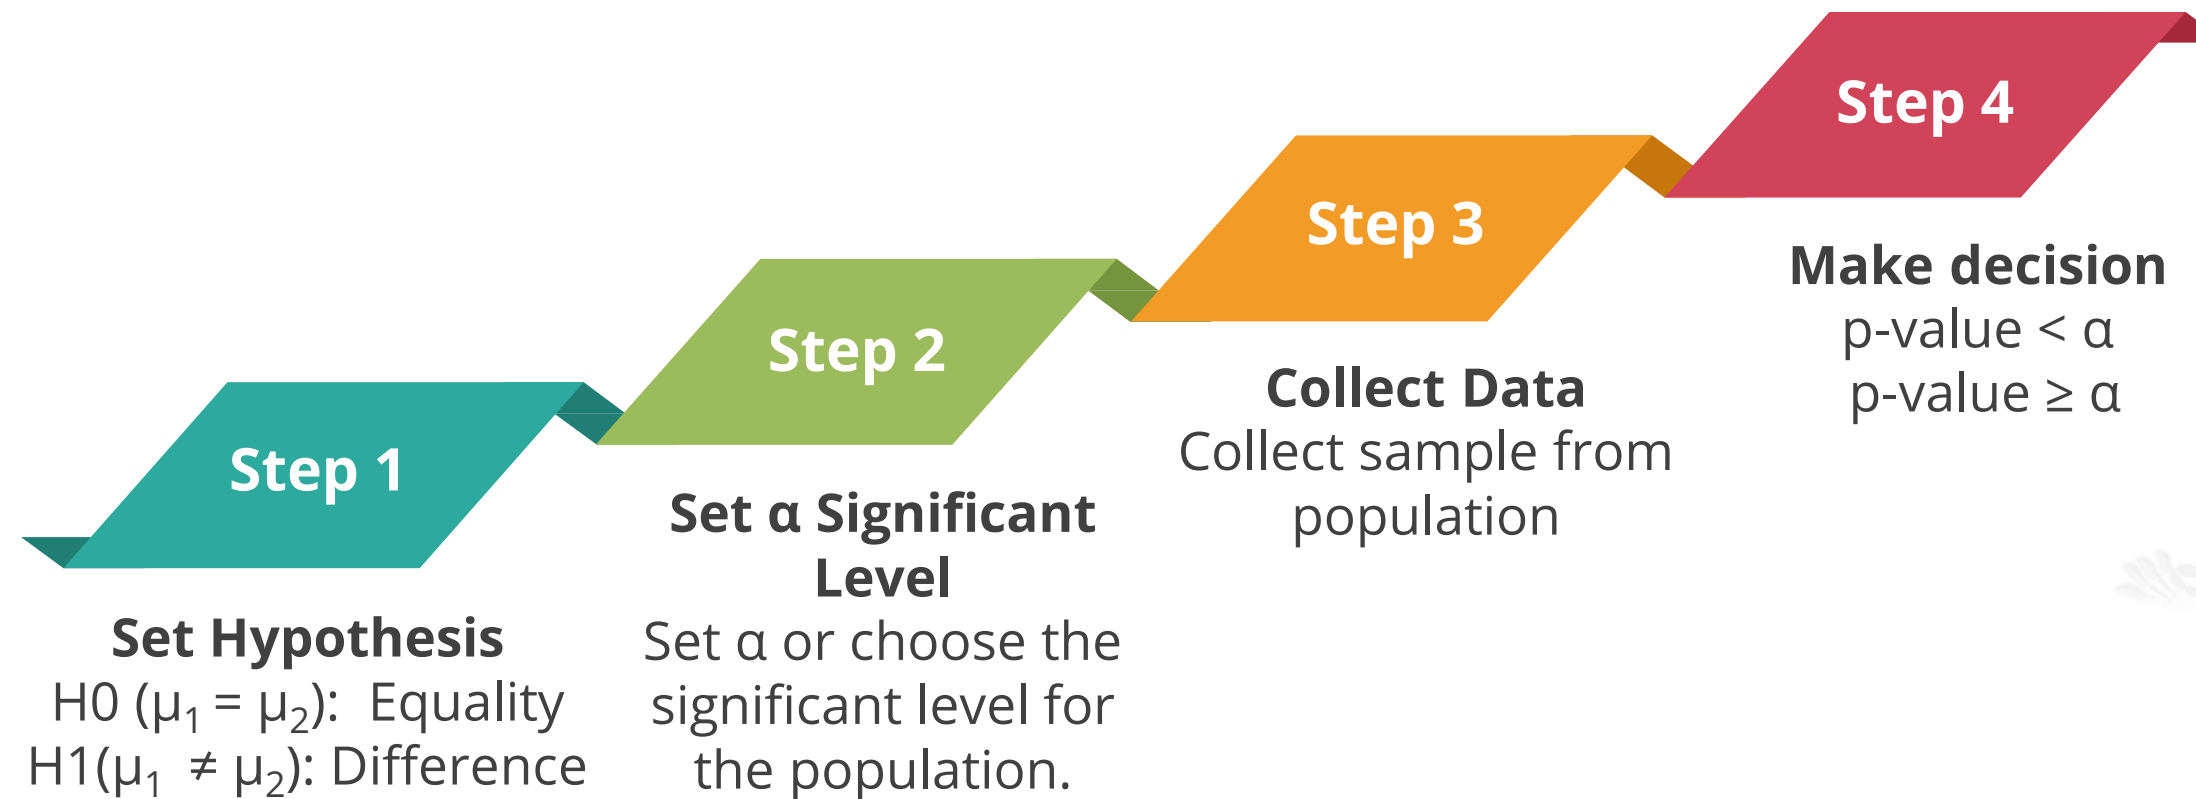 Step 1
Set Hypothesis
H0 (μ₁ = μ₂): Equality
H1(μ₁ ≠ μ₂): Difference
Step 2
Set α Significant
Level
Set α or choose the
significant level for
the population.
Step 3
Collect Data
Collect sample from
population
Step 4
Make decision
p-value < α
p-value ≥ α